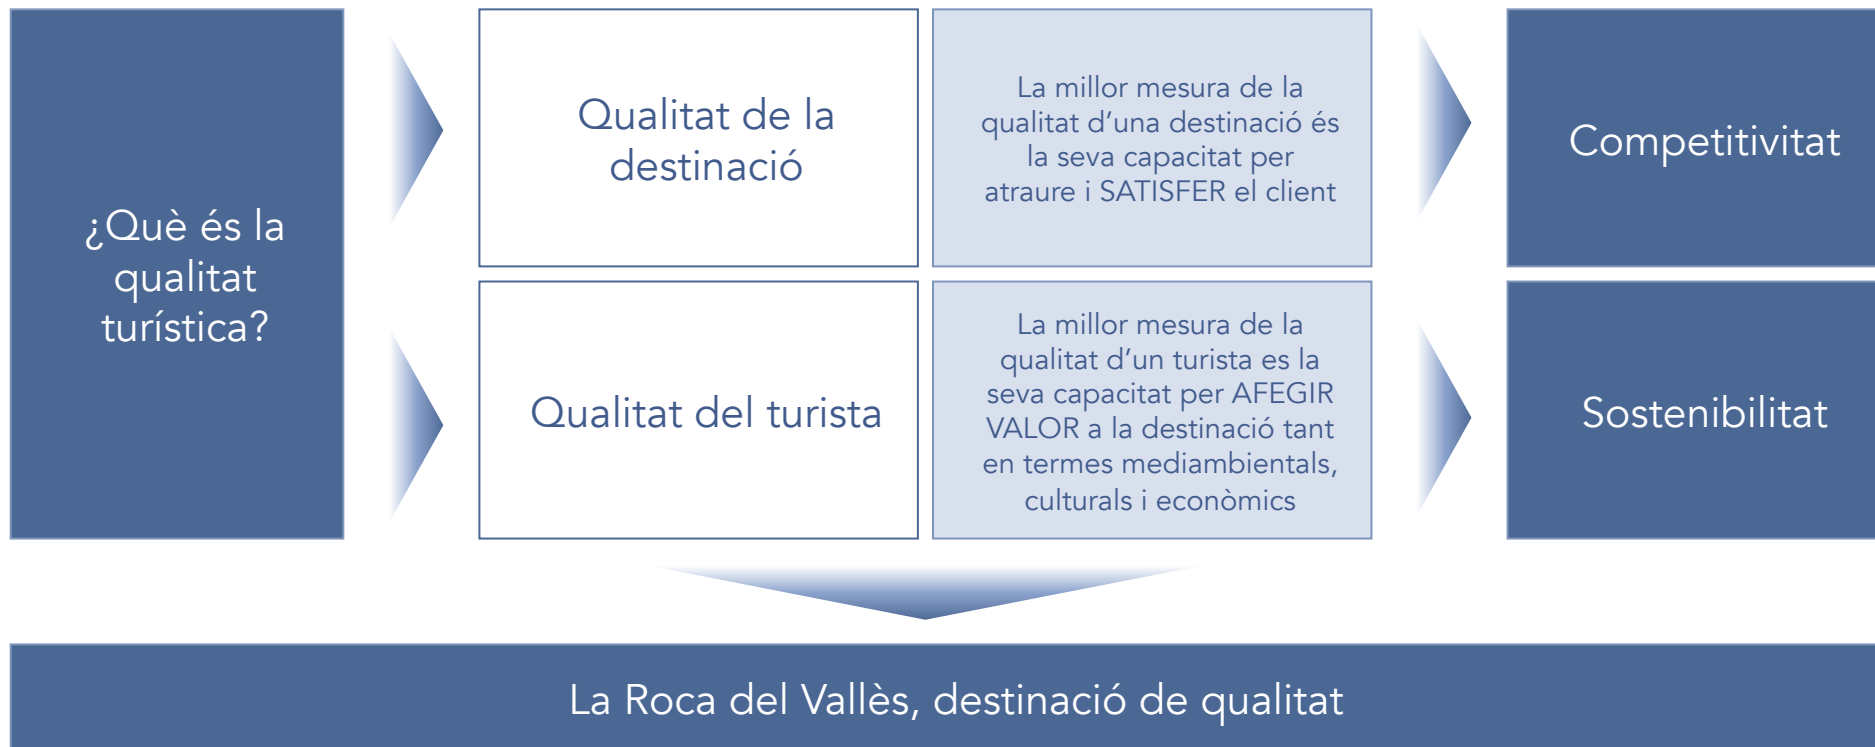 ¿Què és la
qualitat
turística?
Qualitat de la
destinació
La millor mesura de la
qualitat d’una destinació és
la seva capacitat per
atraure i SATISFER el client
Competitivitat
Qualitat del turista
La millor mesura de la
qualitat d’un turista es la
seva capacitat per AFEGIR
VALOR a la destinació tant
en termes mediambientals,
culturals i econòmics
Sostenibilitat
La Roca del Vallès, destinació de qualitat